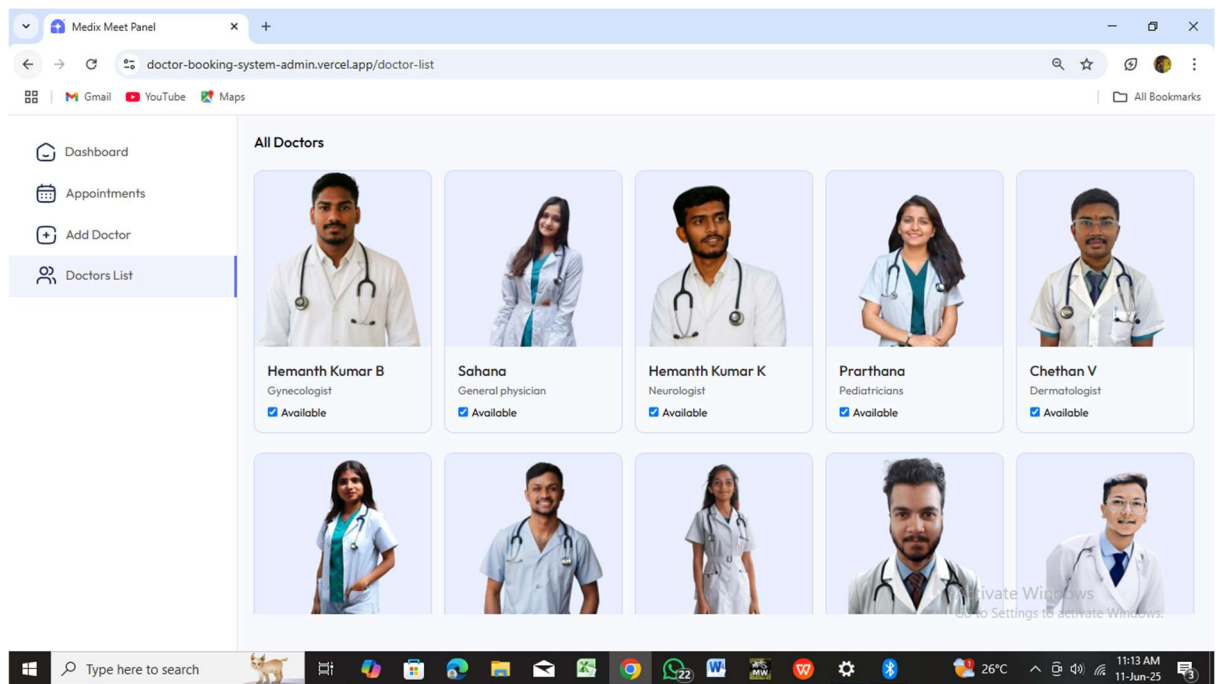 Medix Meet Panel
doctor-booking-system-admin.vercel.app/doctor-list
Gmail YouTube Maps All Bookmarks
Dashboard
Appointments
Add Doctor
Doctors List
All Doctors
Hemanth Kumar B
Gynecologist
Available
Sahana
General physician
Available
Hemanth Kumar K
Neurologist
Available
Prarthana
Pediatricians
Available
Chethan V
Dermatologist
Available
Activate Windows
Go to Settings to activate Windows.
Type here to search
22
W
1
26°C
11:13 AM
11-Jun-25
3